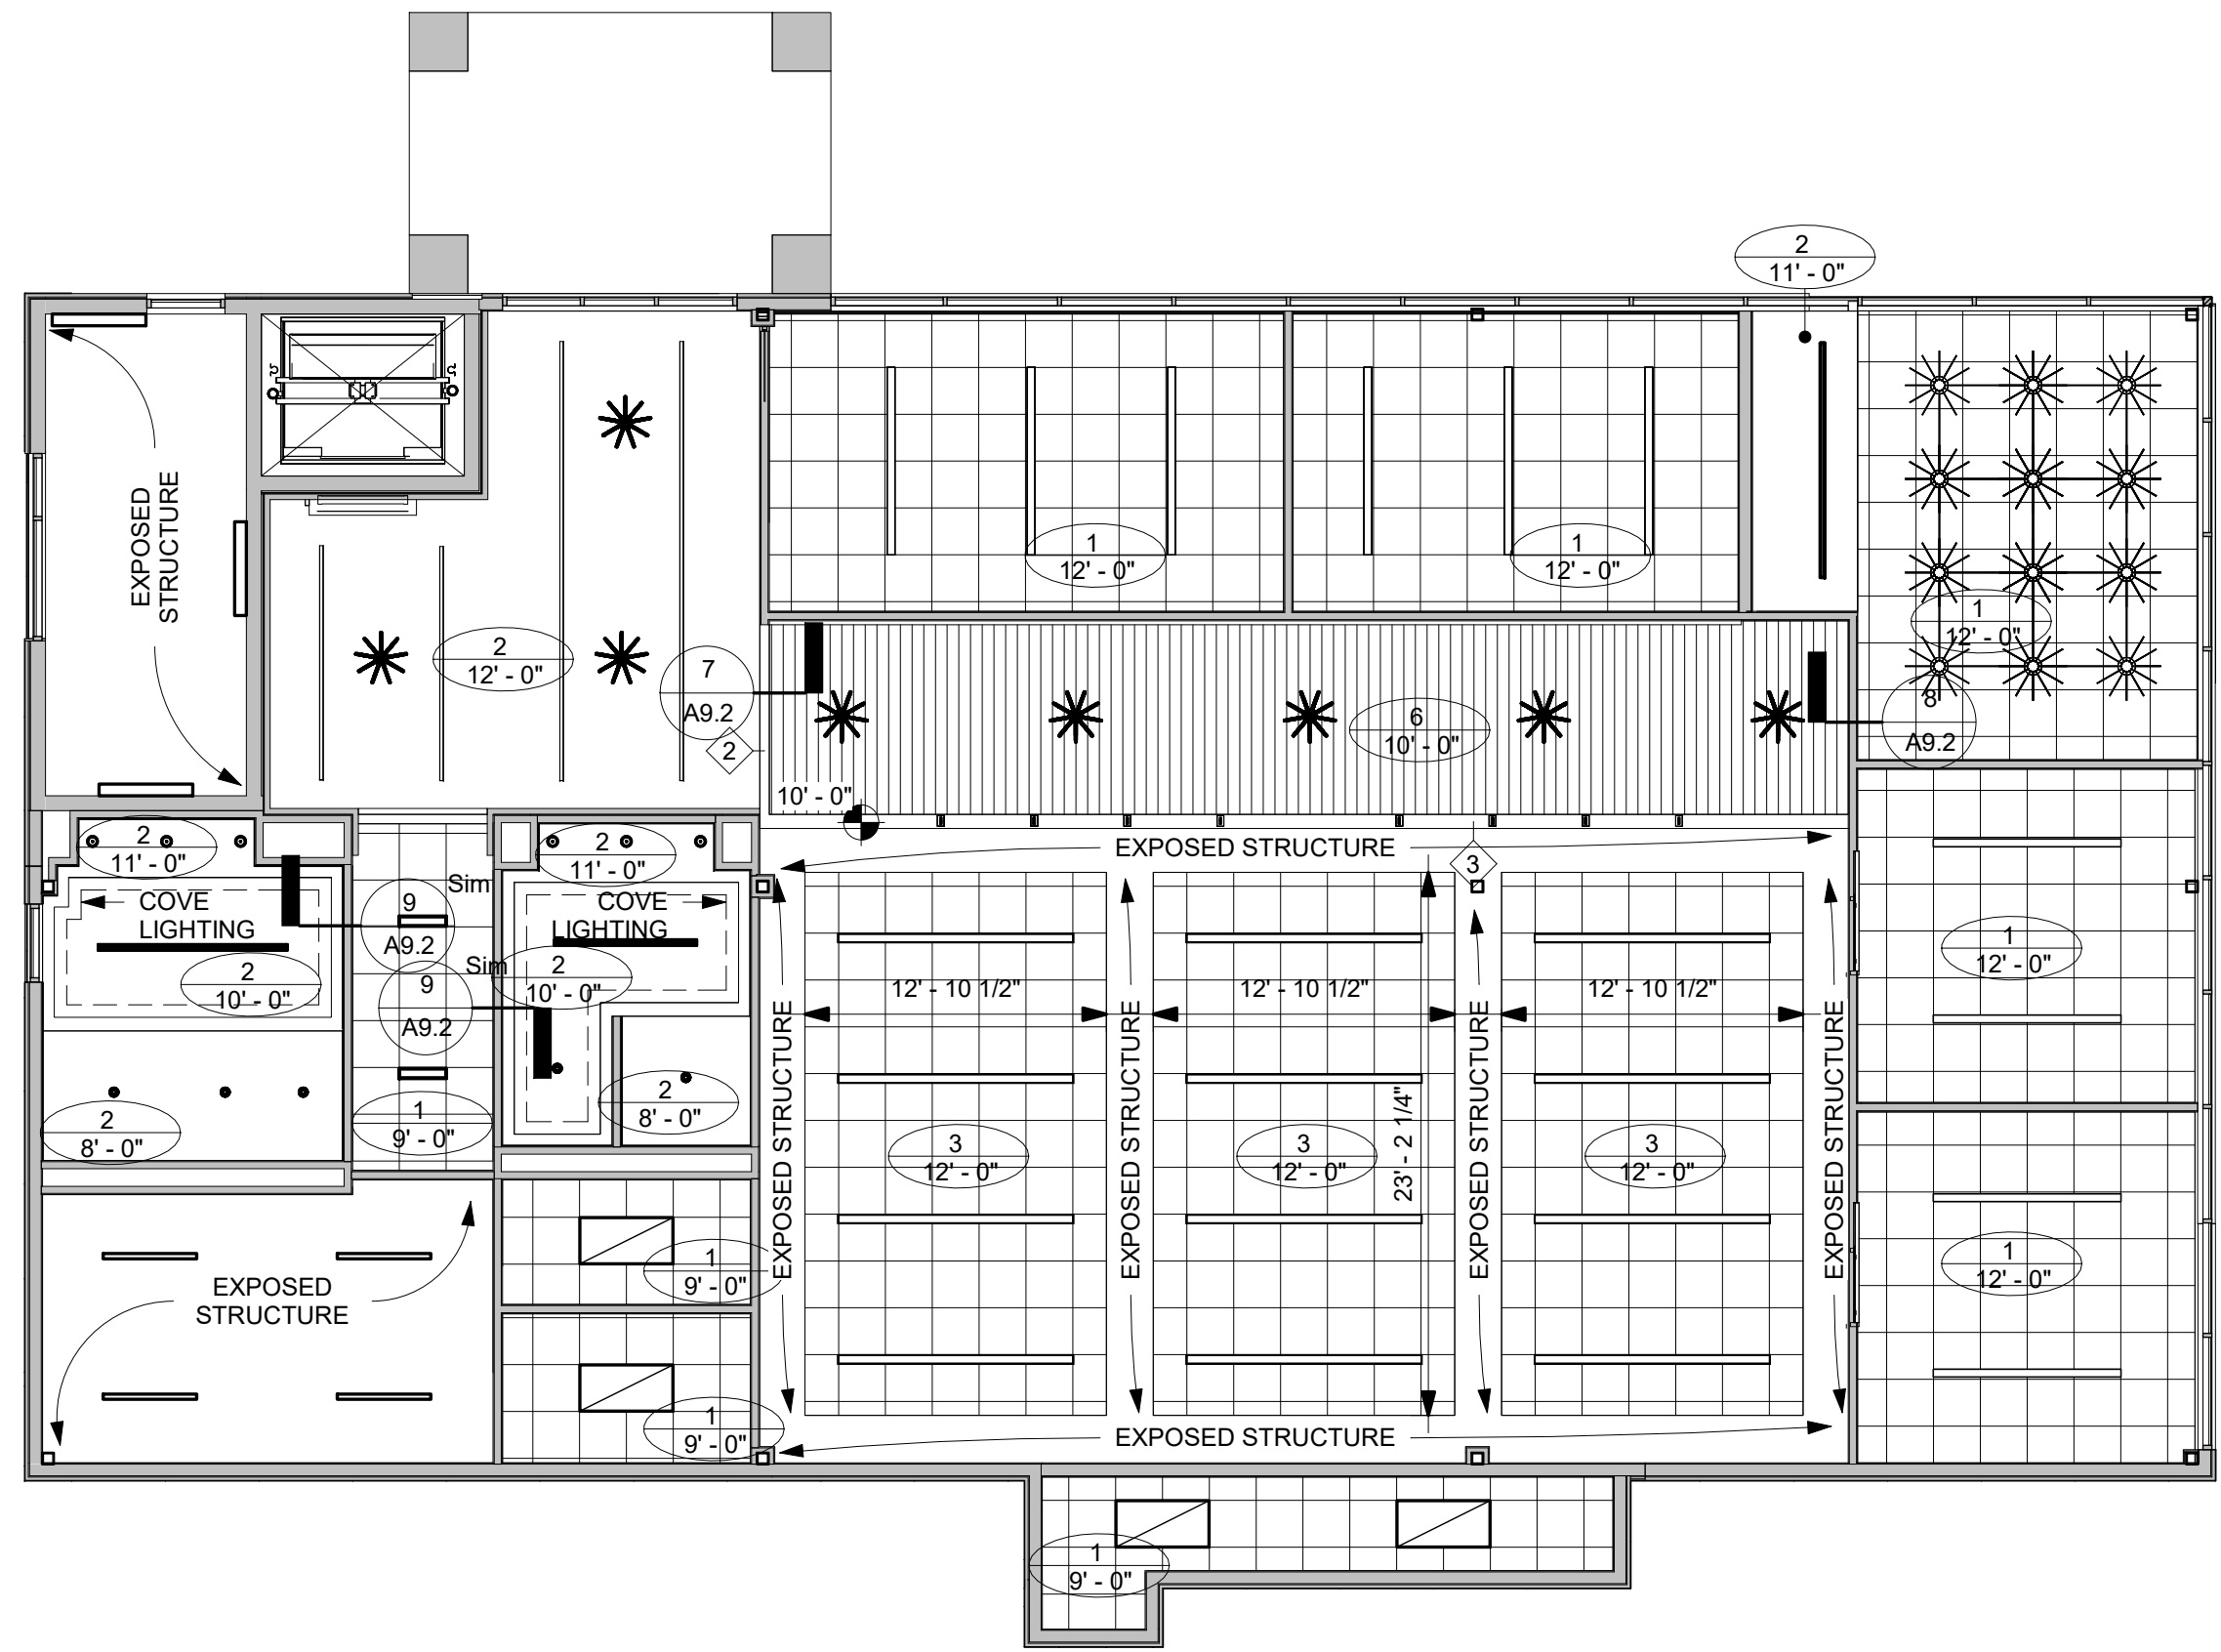 2
11' - 0"
EXPOSED
STRUCTURE
1
12' - 0"
1
12' - 0"
1
12' - 0"
2
12' - 0"
7
A9.2
2
6
10' - 0"
8
A9.2
10' - 0"
2
11' - 0"
2
11' - 0"
EXPOSED STRUCTURE
3
Sim
COVE
LIGHTING
9
A9.2
COVE
LIGHTING
2
10' - 0"
Sim
9
A9.2
2
10' - 0"
12' - 10 1/2"
12' - 10 1/2"
12' - 10 1/2"
1
12' - 0"
EXPOSED STRUCTURE
EXPOSED STRUCTURE
23' - 2 1/4"
EXPOSED STRUCTURE
EXPOSED STRUCTURE
2
8' - 0"
1
9' - 0"
2
8' - 0"
3
12' - 0"
3
12' - 0"
3
12' - 0"
EXPOSED
STRUCTURE
1
9' - 0"
1
12' - 0"
1
9' - 0"
EXPOSED STRUCTURE
1
9' - 0"